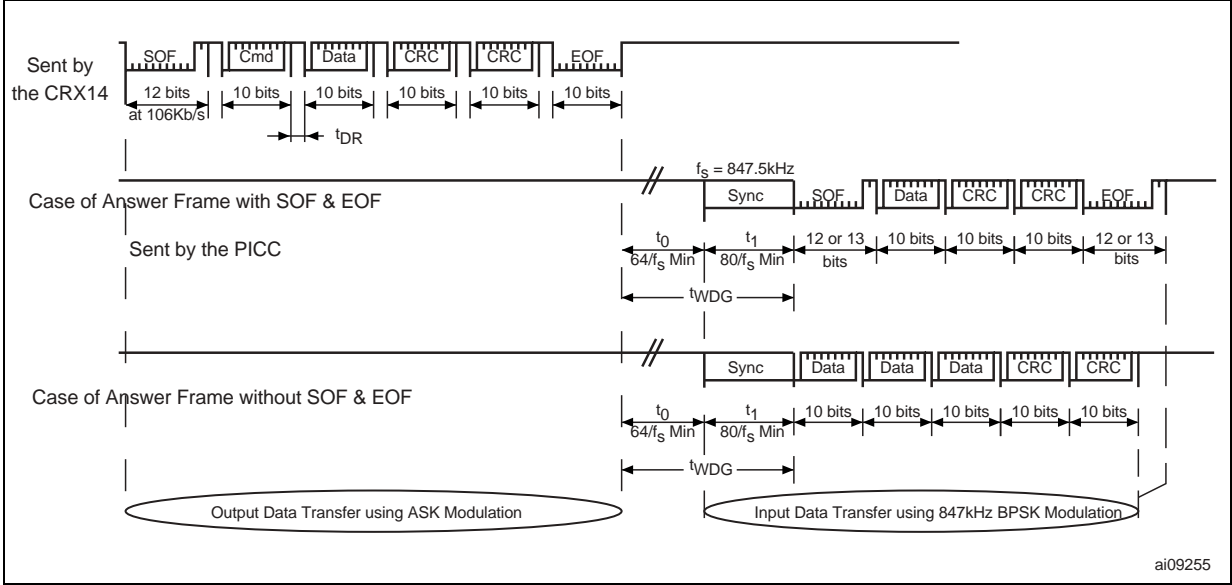 Sent by
the CRX14
SOF
Cmd
Data
CRC
CRC
EOF
12 bits
at 106Kb/s
10 bits
10 bits
10 bits
10 bits
10 bits
tDR
Case of Answer Frame with SOF & EOF
fS = 847.5kHz
Sync
SOF
Data
CRC
CRC
EOF
Sent by the PICC
t0
64/fS Min
t1
80/fS Min
12 or 13
bits
10 bits
10 bits
10 bits
12 or 13
bits
tWDG
Case of Answer Frame without SOF & EOF
Sync
Data
Data
Data
CRC
CRC
t0
64/fS Min
t1
80/fS Min
10 bits
10 bits
10 bits
10 bits
10 bits
tWDG
Output Data Transfer using ASK Modulation
Input Data Transfer using 847kHz BPSK Modulation
ai09255